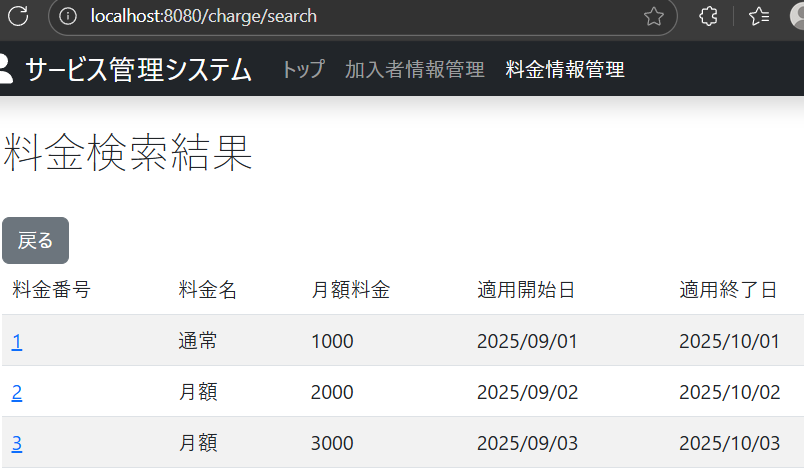 localhost:8080/charge/search
サービス管理システム トップ 加入者情報管理 料金情報管理
料金検索結果
戻る
料金番号 料金名 月額料金 適用開始日 適用終了日
1 通常 1000 2025/09/01 2025/10/01
2 月額 2000 2025/09/02 2025/10/02
3 月額 3000 2025/09/03 2025/10/03